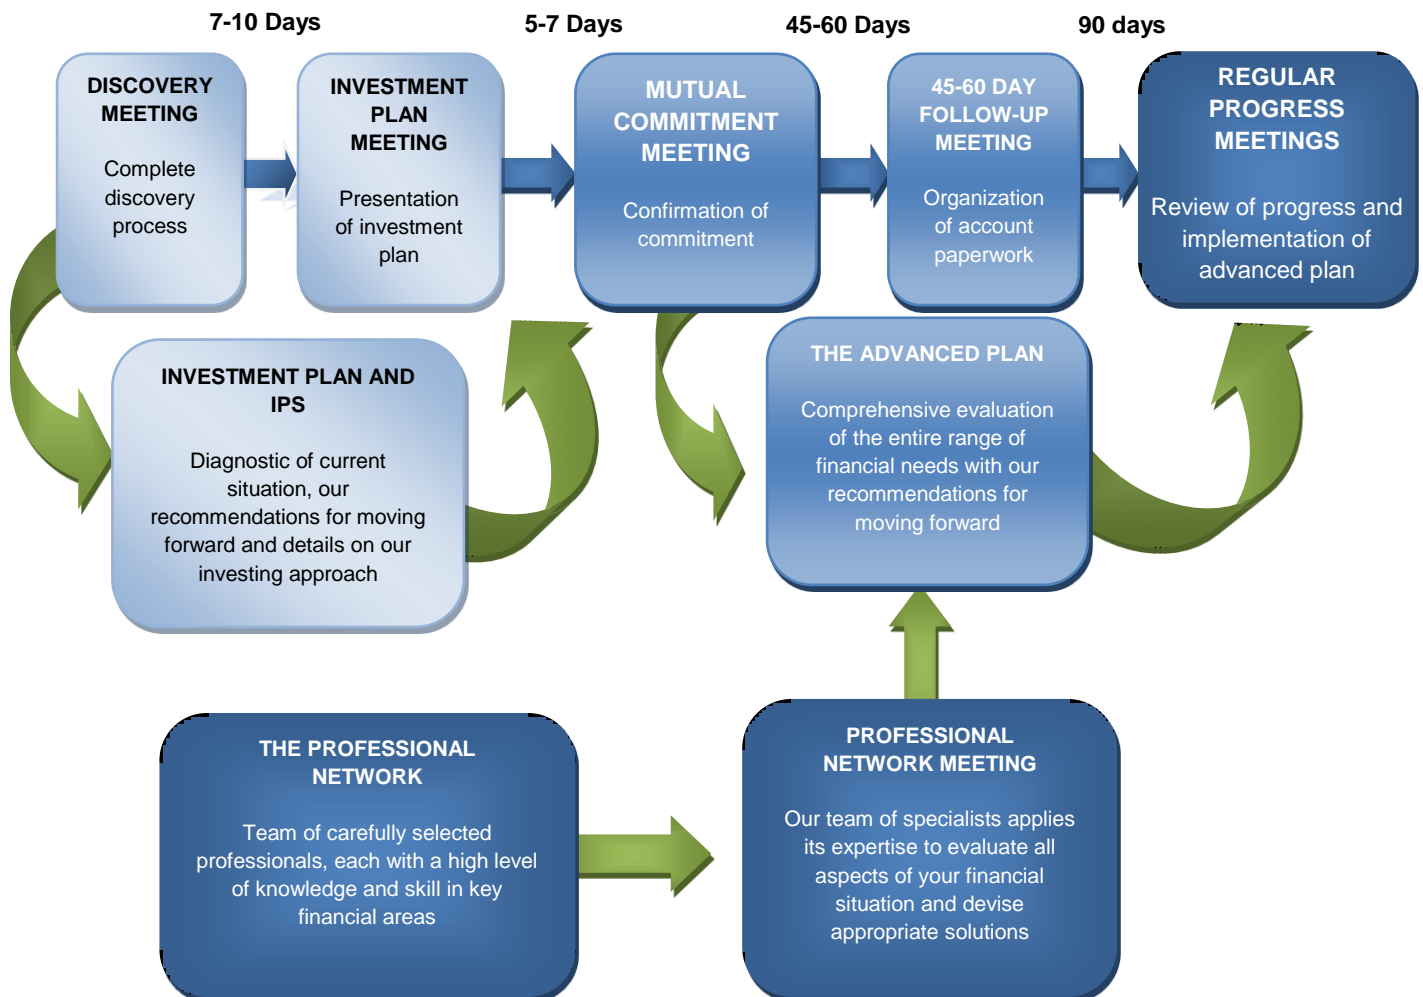 7-10 Days
5-7 Days
45-60 Days
90 days
DISCOVERY
MEETING
Complete
discovery
process
INVESTMENT
PLAN
MEETING
Presentation
of investment
plan
MUTUAL
COMMITMENT
MEETING
Confirmation of
commitment
45-60 DAY
FOLLOW-UP
MEETING
Organization
of account
paperwork
REGULAR
PROGRESS
MEETINGS
Review of progress and
implementation of
advanced plan
INVESTMENT PLAN AND
IPS
Diagnostic of current
situation, our
recommendations for moving
forward and details on our
investing approach
THE ADVANCED PLAN
Comprehensive evaluation
of the entire range of
financial needs with our
recommendations for
moving forward
THE PROFESSIONAL
NETWORK
Team of carefully selected
professionals, each with a high level
of knowledge and skill in key
financial areas
PROFESSIONAL
NETWORK MEETING
Our team of specialists applies
its expertise to evaluate all
aspects of your financial
situation and devise
appropriate solutions